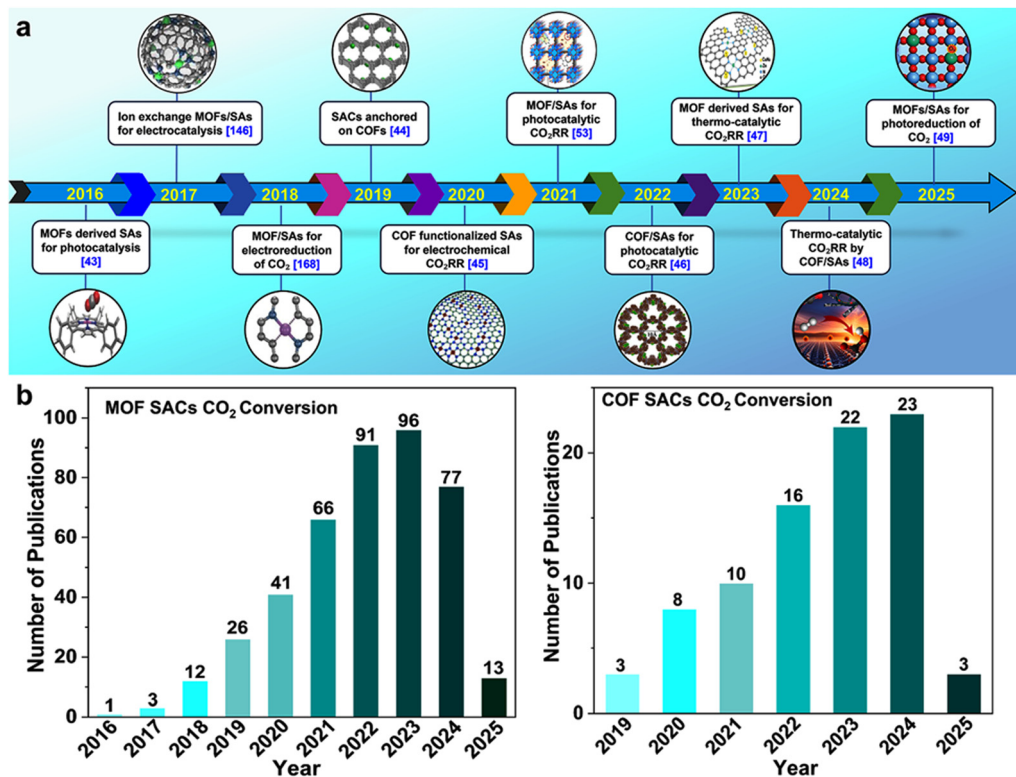 a
Ion exchange MOFs/SAs
for electrocatalysis [146]
SACs anchored
on COFs [44]
MOF/SAs for
photocatalytic
CO₂RR [53]
MOF derived SAs for
thermo-catalytic
CO₂RR [47]
MOFs/SAs for
photoreduction of
CO₂ [49]
2016 2017 2018 2019 2020 2021 2022 2023 2024 2025
MOFs derived SAs
for photocatalysis
[43]
MOF/SAs for
electroreduction
of CO₂ [168]
COF functionalized SAs
for electrochemical
CO₂RR [45]
COF/SAs for
photocatalytic
CO₂RR [46]
Thermo-catalytic
CO₂RR by
COF/SAs [48]
b
MOF SACs CO₂ Conversion
Number of Publications
100
80
60
40
20
0
1
3
12
26
41
66
91
96
77
13
2016
2017
2018
2019
2020
2021
2022
2023
2024
2025
Year
COF SACs CO₂ Conversion
Number of Publications
20
10
0
3
8
10
16
22
23
3
2019
2020
2021
2022
2023
2024
2025
Year